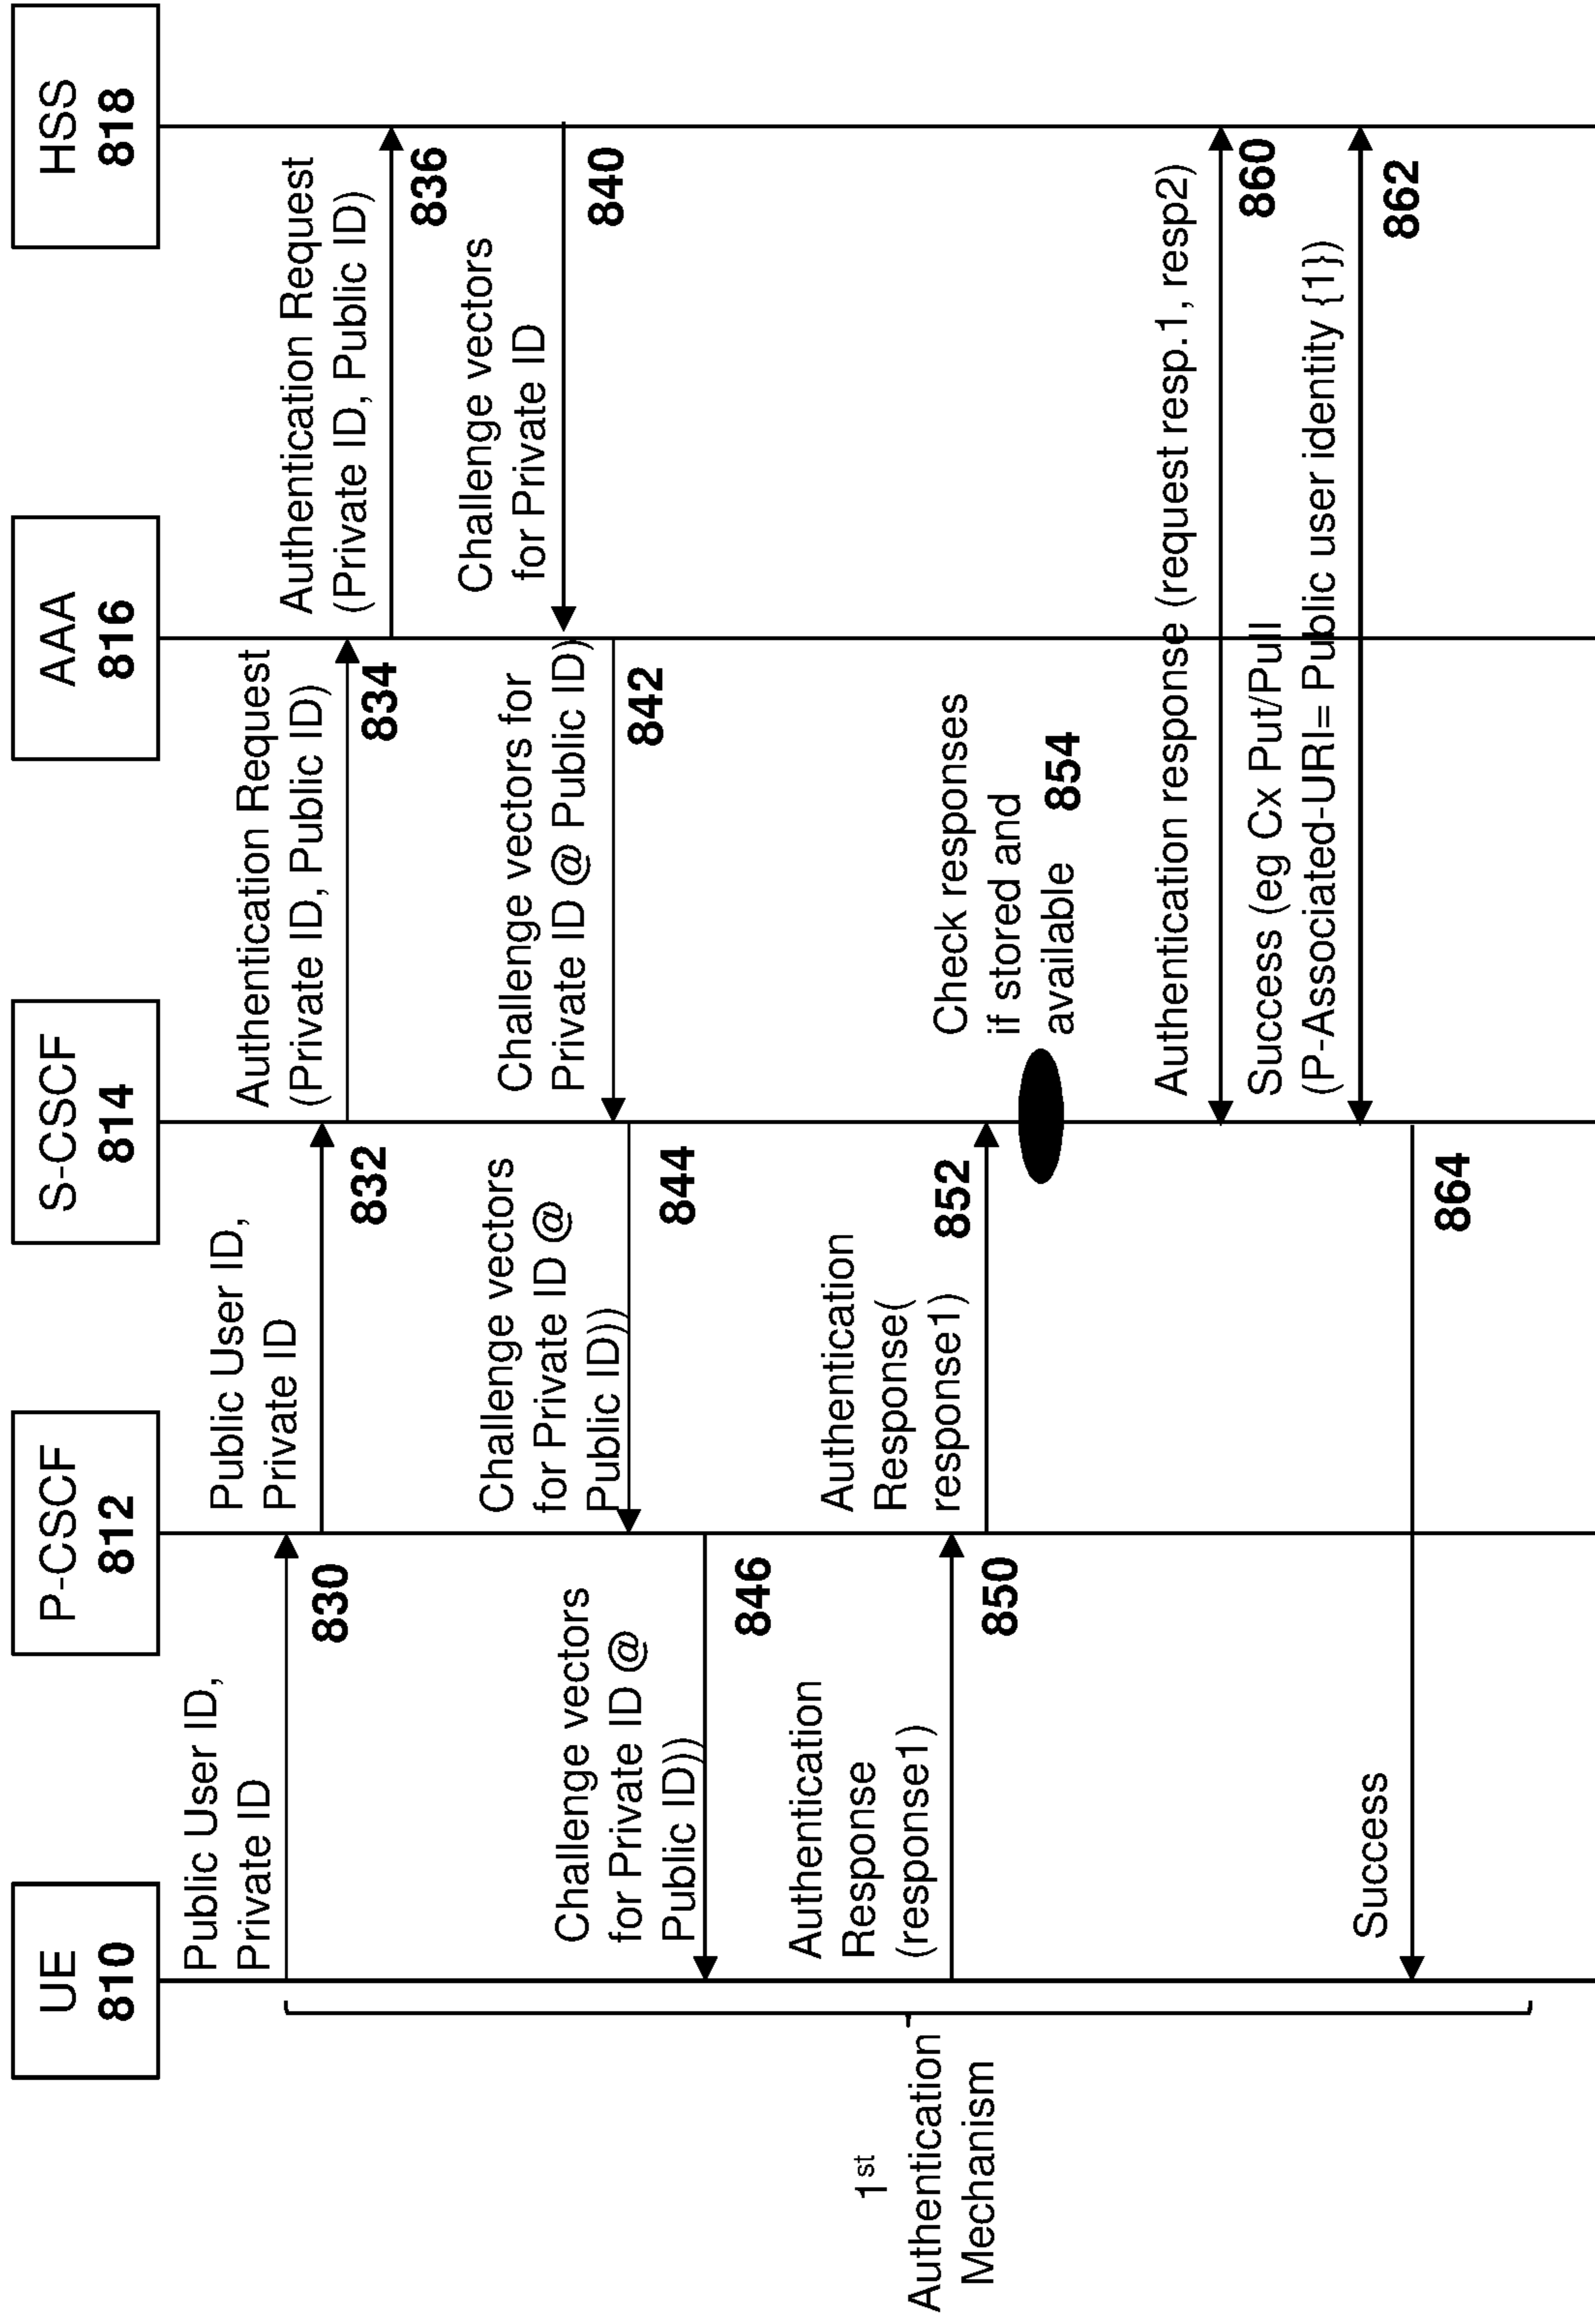 UE
810
P-CSCF
812
S-CSCF
814
AAA
816
HSS
818
Public User ID,
Private ID
830
Public User ID,
Private ID
832
Authentication Request
(Private ID, Public ID)
834
Authentication Request
(Private ID, Public ID)
836
Challenge vectors
for Private ID
840
Challenge vectors for
Private ID @ Public ID)
842
Challenge vectors
for Private ID @
Public ID))
844
Challenge vectors
for Private ID @
Public ID))
846
Authentication
Response
(response1)
850
Authentication
Response(
response1)
852
Check responses
if stored and
available 854
Authentication response (request resp.1, resp2)
860
Success (eg Cx Put/Pull
(P-Associated-URI= Public user identity {1})
862
Success
864
1st
Authentication
Mechanism